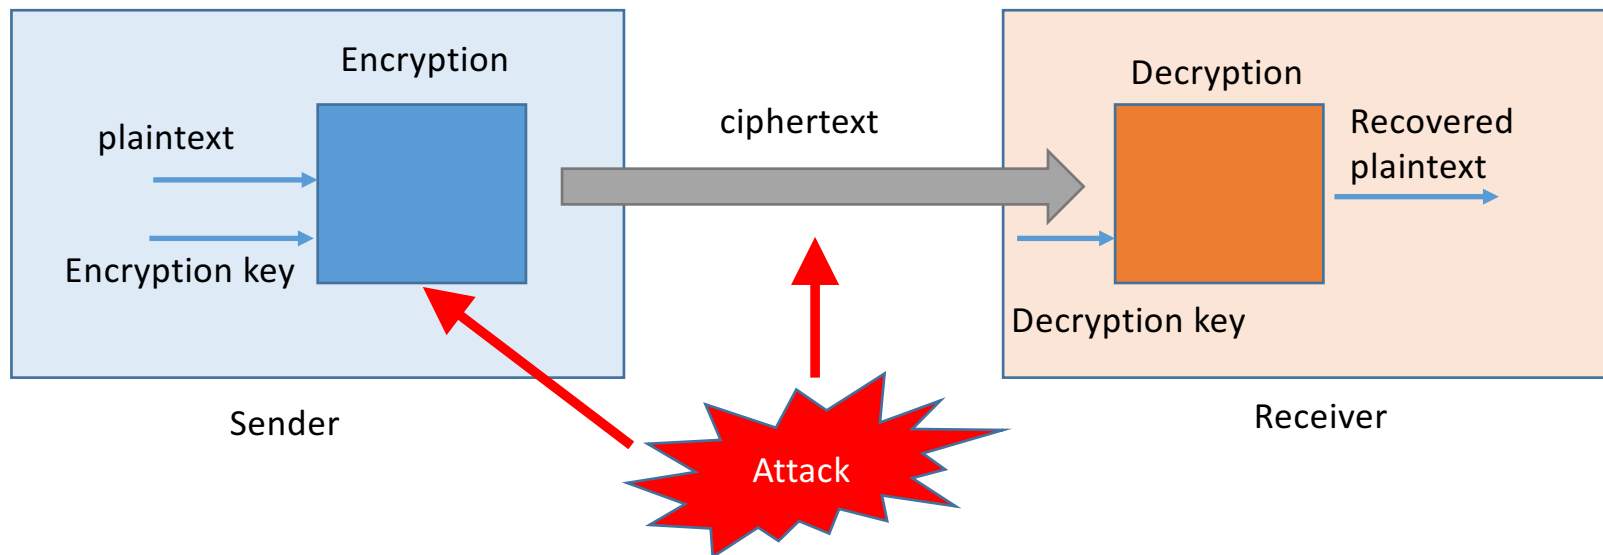 Encryption
plaintext
Encryption key
Sender
ciphertext
Attack
Decryption
Recovered
plaintext
Decryption key
Receiver